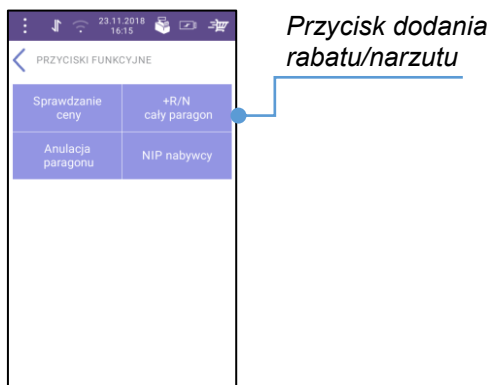 23.11.2018
16:15
PRZYCISKI FUNKCYJNE
Sprawdzanie
ceny
+R/N
cały paragon
Anulacja
paragonu
NIP nabywcy
Przycisk dodania
rabatu/narzutu